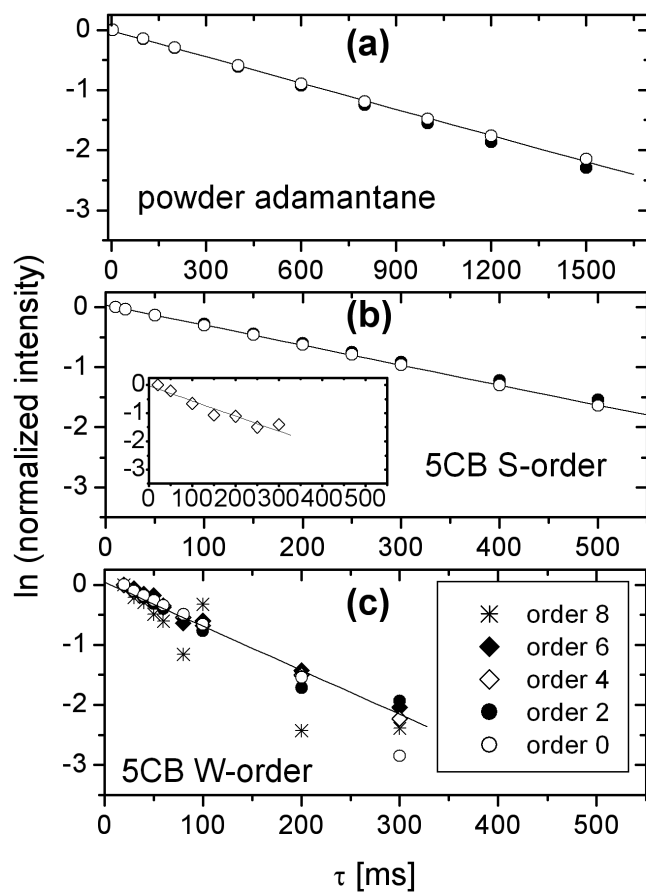 (a)
0
-1
-2
-3
powder adamantane
0 300 600 900 1200 1500
ln (normalized intensity)
(b)
0
-1
-2
-3
0
-1
-2
-3
0 100 200 300 400 500
5CB S-order
0 100 200 300 400 500
(c)
0
-1
-2
-3
order 8
order 6
order 4
order 2
order 0
5CB W-order
0 100 200 300 400 500
τ [ms]